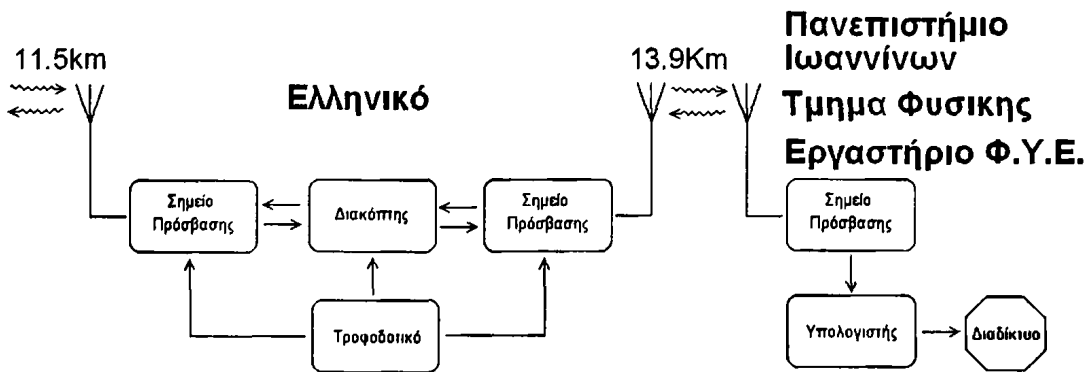 11.5km
Ελληνικό
13.9Km
Πανεπιστήμιο
Ιωαννίνων
Τμημα Φυσικης
Εργαστήριο Φ.Υ.Ε.
Σημείο
Πρόσβασης
Διακόπτης
Σημείο
Πρόσβασης
Σημείο
Πρόσβασης
Τροφοδοτικό
Υπολογιστής
Διαδίκτυο